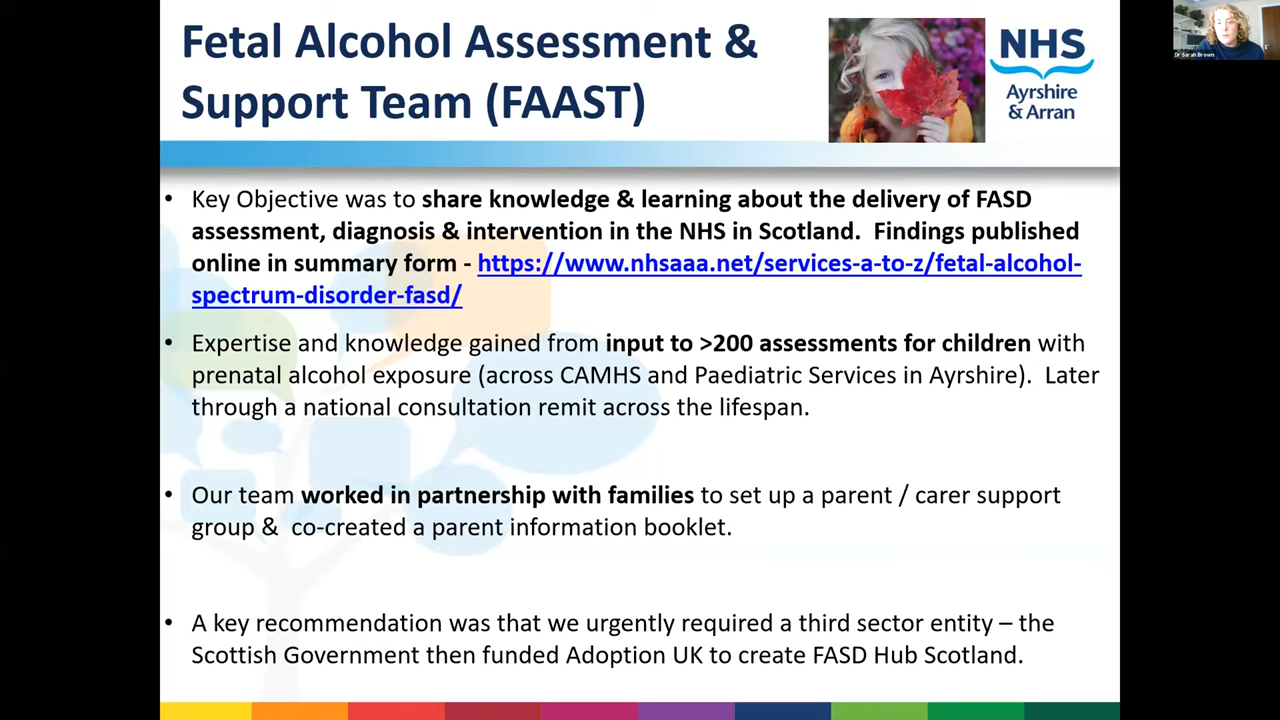 Fetal Alcohol Assessment &
Support Team (FAAST)
NHS
Ayrshire
& Arran
Dr Sarah Brown
• Key Objective was to share knowledge & learning about the delivery of FASD
assessment, diagnosis & intervention in the NHS in Scotland.  Findings published
online in summary form - https://www.nhsaaa.net/services-a-to-z/fetal-alcohol-
spectrum-disorder-fasd/
• Expertise and knowledge gained from input to >200 assessments for children with
prenatal alcohol exposure (across CAMHS and Paediatric Services in Ayrshire).  Later
through a national consultation remit across the lifespan.
• Our team worked in partnership with families to set up a parent / carer support
group &  co-created a parent information booklet.
• A key recommendation was that we urgently required a third sector entity – the
Scottish Government then funded Adoption UK to create FASD Hub Scotland.